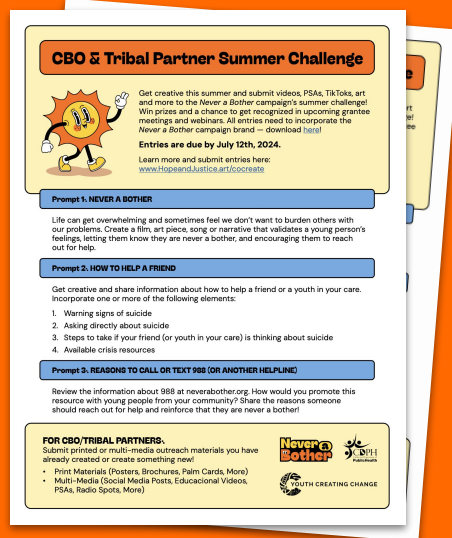 CBO & Tribal Partner Summer Challenge
Get creative this summer and submit videos, PSAs, TikToks, art
and more to the Never a Bother campaign's summer challenge!
Win prizes and a chance to get recognized in upcoming grantee
meetings and webinars. All entries need to incorporate the
Never a Bother campaign brand — download here!
Entries are due by July 12th, 2024.
Learn more and submit entries here:
www.HopeandJustice.art/cocreate
Prompt 1: NEVER A BOTHER
Life can get overwhelming and sometimes feel we don't want to burden others with
our problems. Create a film, art piece, song or narrative that validates a young person's
feelings, letting them know they are never a bother, and encouraging them to reach
out for help.
Prompt 2: HOW TO HELP A FRIEND
Get creative and share information about how to help a friend or a youth in your care.
Incorporate one or more of the following elements:
1. Warning signs of suicide
2. Asking directly about suicide
3. Steps to take if your friend (or youth in your care) is thinking about suicide
4. Available crisis resources
Prompt 3: REASONS TO CALL OR TEXT 988 (OR ANOTHER HELPLINE)
Review the information about 988 at neverabother.org. How would you promote this
resource with young people from your community? Share the reasons someone
should reach out for help and reinforce that they are never a bother!
FOR CBO/TRIBAL PARTNERS:
Submit printed or multi-media outreach materials you have
already created or create something new!
• Print Materials (Posters, Brochures, Palm Cards, More)
• Multi-Media (Social Media Posts, Educacional Videos,
PSAs, Radio Spots, More)
Never a
Bother
CDPH
PublicHealth
YOUTH CREATING CHANGE